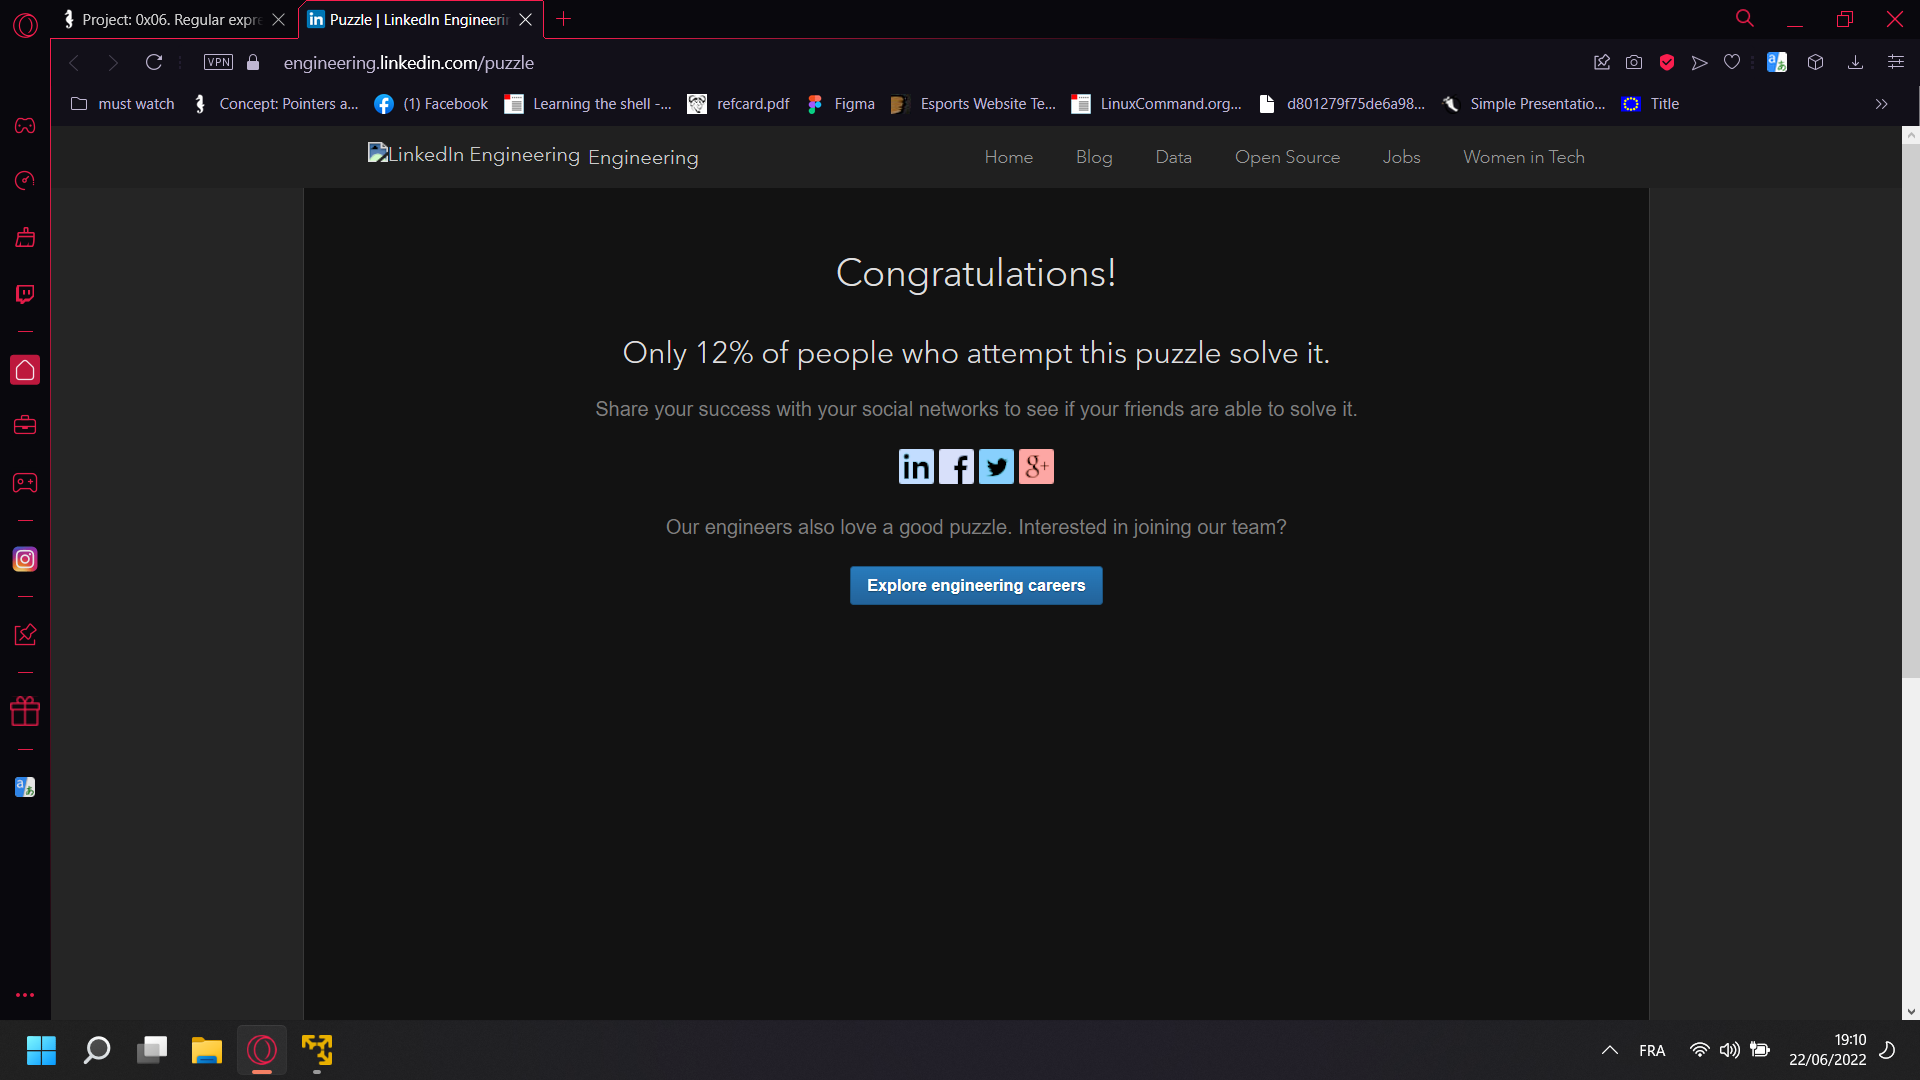 Project: 0x06. Regular expre
Puzzle | LinkedIn Engineerin
VPN
engineering.linkedin.com/puzzle
must watch
Concept: Pointers a...
(1) Facebook
Learning the shell -...
refcard.pdf
Figma
Esports Website Te...
LinuxCommand.org...
d801279f75de6a98...
Simple Presentatio...
Title
LinkedIn Engineering Engineering
Home
Blog
Data
Open Source
Jobs
Women in Tech
Congratulations!
Only 12% of people who attempt this puzzle solve it.
Share your success with your social networks to see if your friends are able to solve it.
in f g+
Our engineers also love a good puzzle. Interested in joining our team?
Explore engineering careers
FRA
19:10
22/06/2022